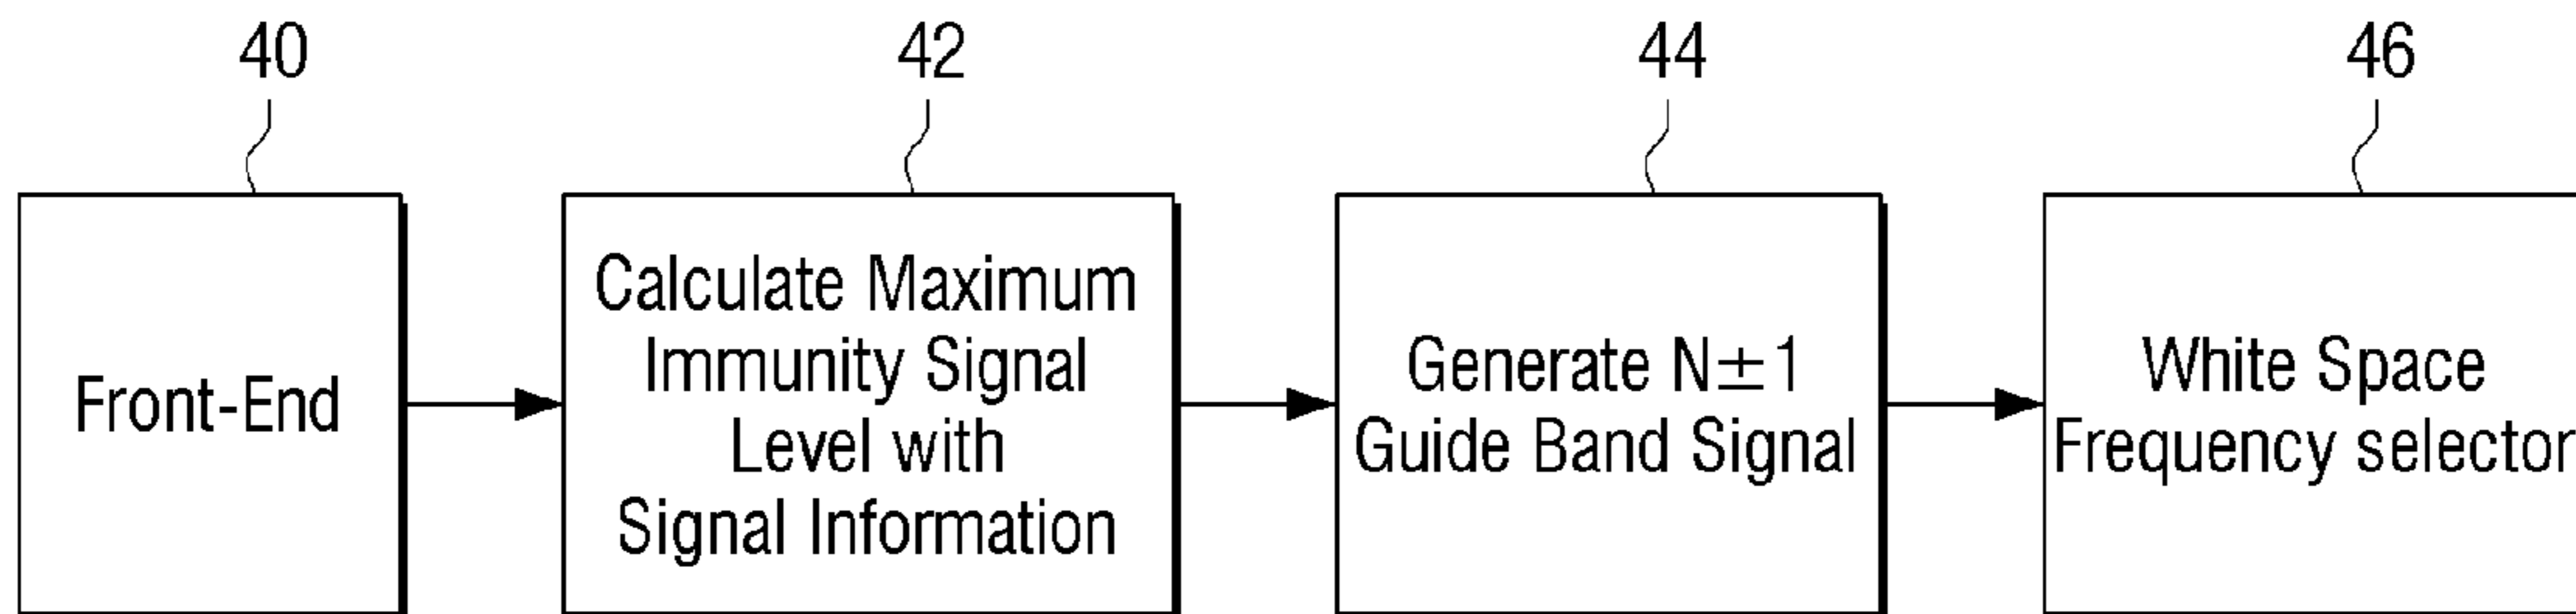 40
42
44
46
Front-End
Calculate Maximum
Immunity Signal
Level with
Signal Information
Generate N±1
Guide Band Signal
White Space
Frequency selector